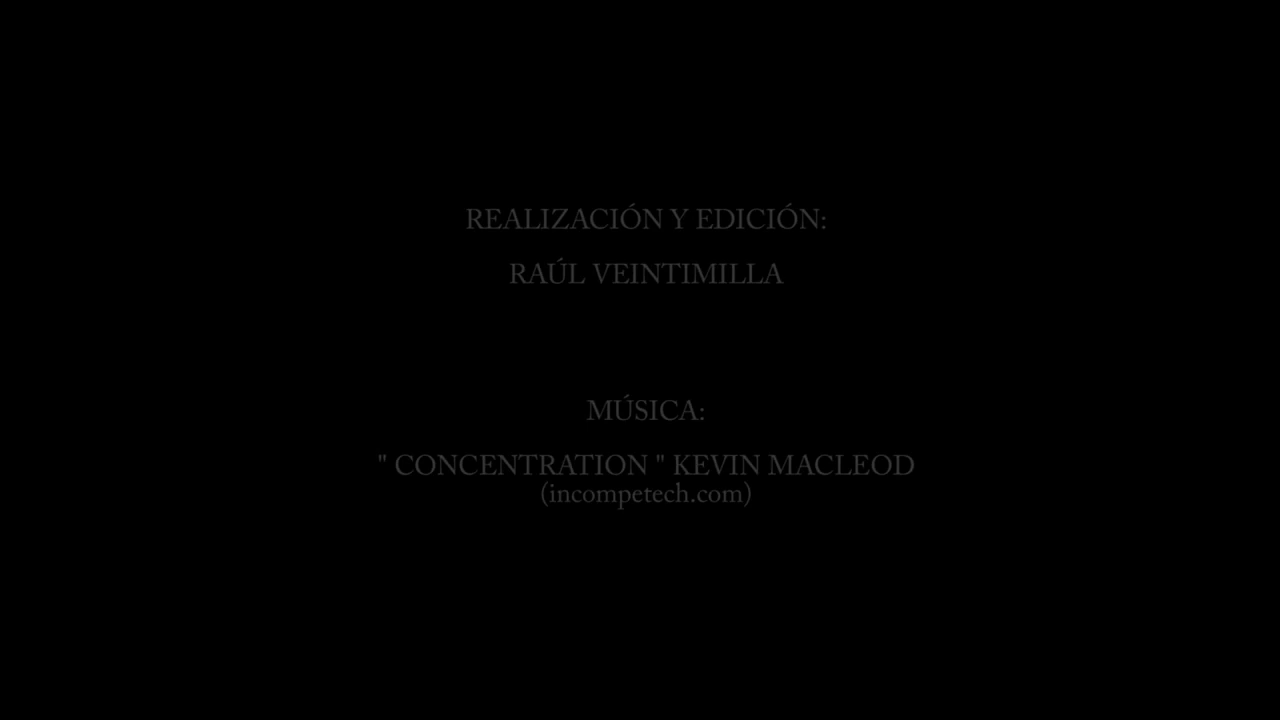 REALIZACIÓN Y EDICIÓN:
RAÚL VEINTIMILLA
MÚSICA:
" CONCENTRATION " KEVIN MACLEOD
(incompetech.com)